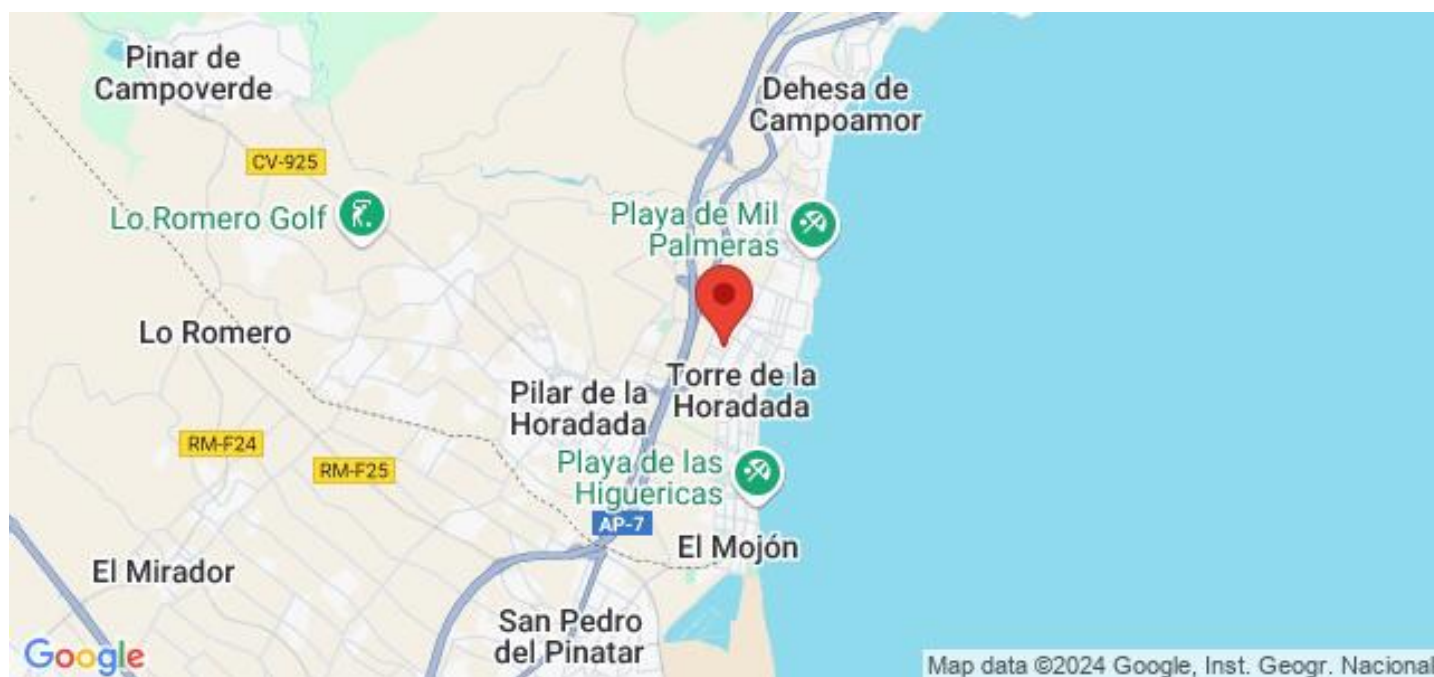 Pinar de
Campoverde
Dehesa de
Campoamor
CV-925
Lo Romero Golf
Playa de Mil
Palmeras
Lo Romero
Torre de la
Horadada
Pilar de la
Horadada
RM-F24
RM-F25
Playa de las
Higuericas
AP-7
El Mojón
El Mirador
San Pedro
del Pinatar
Google
Map data ©2024 Google, Inst. Geogr. Nacional